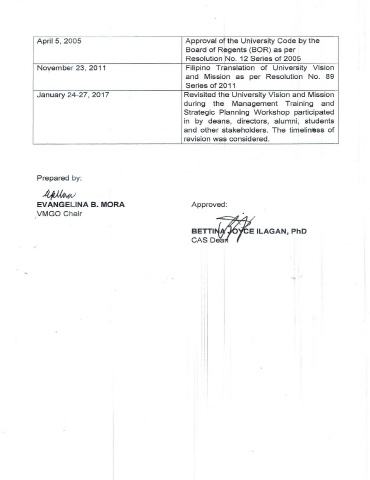 April 5, 2005
Approval of the University Code by the
Board of Regents (BOR) as per
Resolution No. 12 Series of 2005
November 23, 2011
Filipino Translation of University Vision
and Mission as per Resolution No. 89
Series of 2011
January 24-27, 2017
Revisited the University Vision and Mission
during the Management Training and
Strategic Planning Workshop participated
in by deans, directors, alumni, students
and other stakeholders. The timeliness of
revision was considered.
Prepared by:
EVANGELINA B. MORA
VMGO Chair
Approved:
BETTINA JOYCE ILAGAN, PhD
CAS Dean